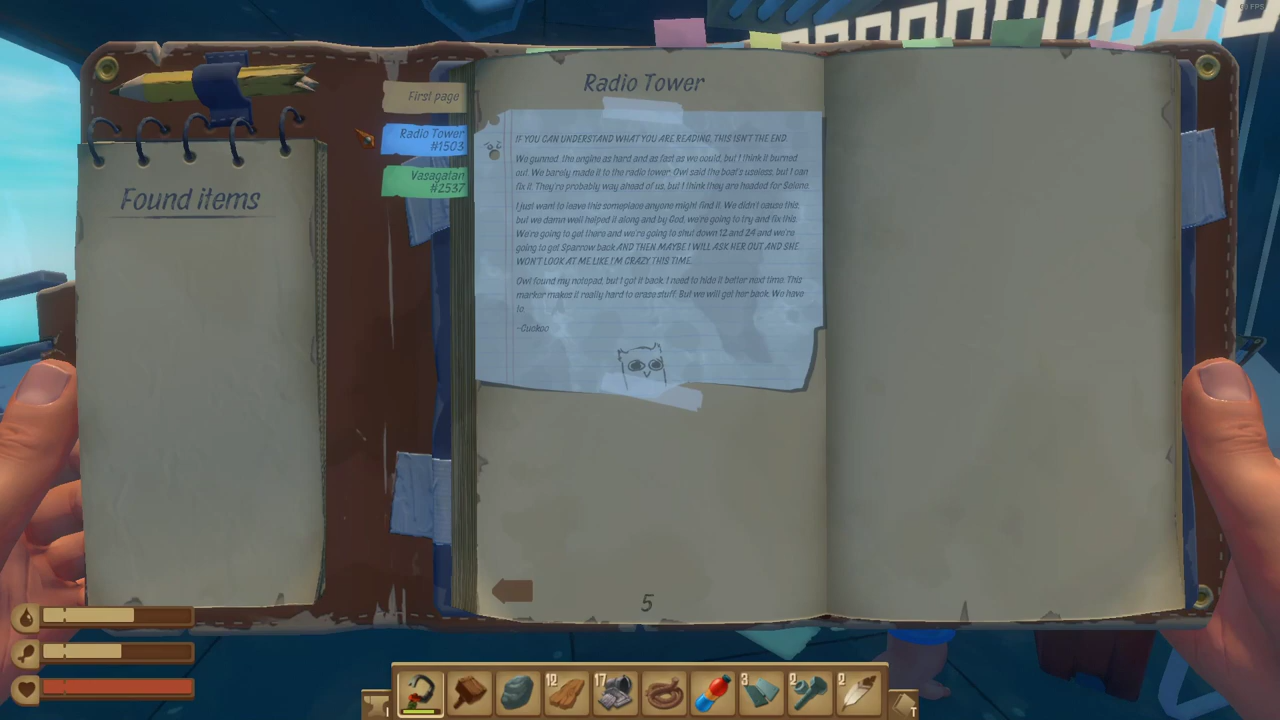 69 FPS
First page
Radio Tower
#1503
Vasagatan
#2537
Found items
Radio Tower
IF YOU CAN UNDERSTAND WHAT YOU ARE READING, THIS ISN'T THE END.
We gunned the engine as hard and as fast as we could, but I think it burned
out. We barely made it to the radio tower. Owl said the boat's useless, but I can
fix it. They're probably way ahead of us, but I think they are headed for Selene.
I just want to leave this someplace anyone might find it. We didn't cause this,
but we damn well helped it along and by God, we're going to try and fix this.
We're going to get there and we're going to shut down 12 and 24 and we're
going to get Sparrow back AND THEN MAYBE I WILL ASK HER OUT AND SHE
WON'T LOOK AT ME LIKE I'M CRAZY THIS TIME.
Owl found my notepad, but I got it back. I need to hide it better next time. This
marker makes it really hard to erase stuff. But we will get her back. We have
to
-Cuckoo
5
12
17
3
2
2
I
T